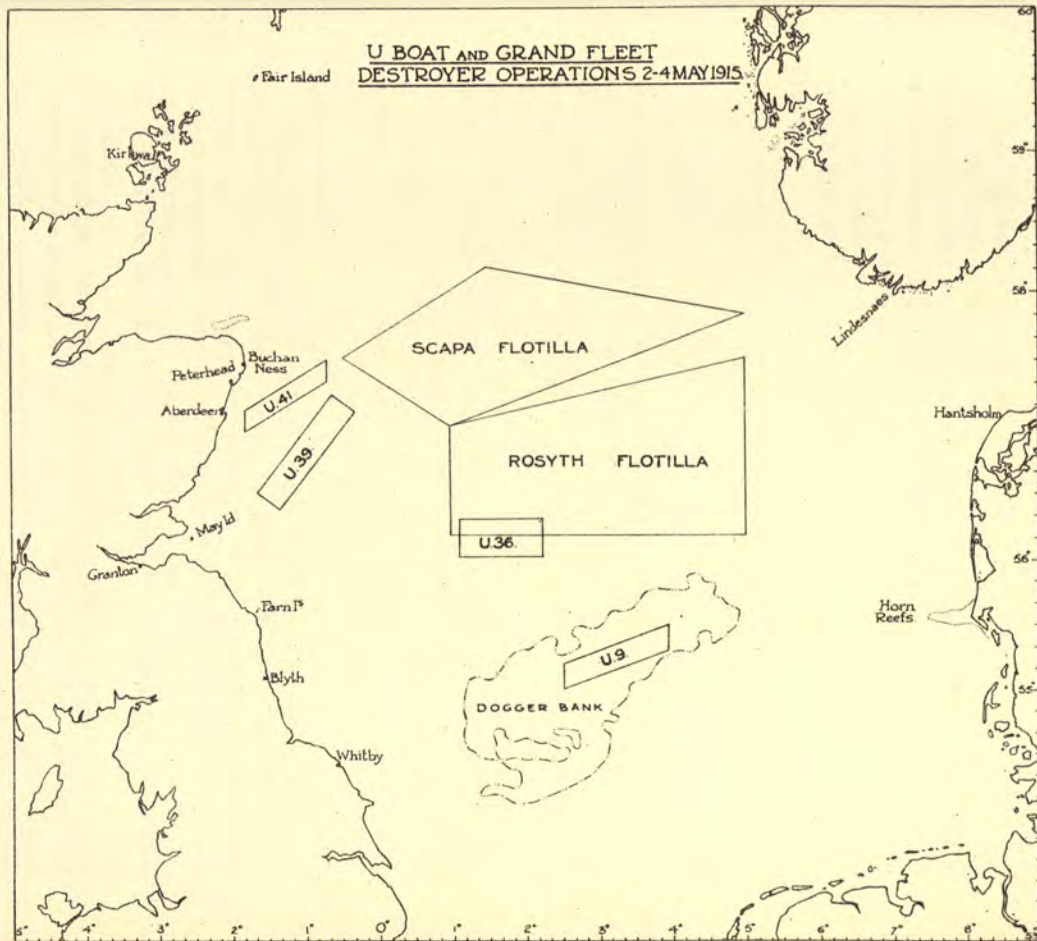 U BOAT AND GRAND FLEET
DESTROYER OPERATIONS 2-4 MAY 1915.
60°
Fair Island
59°
Kirkwall
58°
Lindesnaes
SCAPA FLOTILLA
Buchan
Ness
Peterhead
U.41
Aberdeen
Hantsholm
U.39.
ROSYTH FLOTILLA
May Id
U.36.
56°
Granton
Farn Is
Horn
Reefs
U.9.
Blyth
55°
DOGGER BANK
Whitby
5° 4° 3° 2° 1° 0° 1° 2° 3° 4° 5° 6° 7° 8°